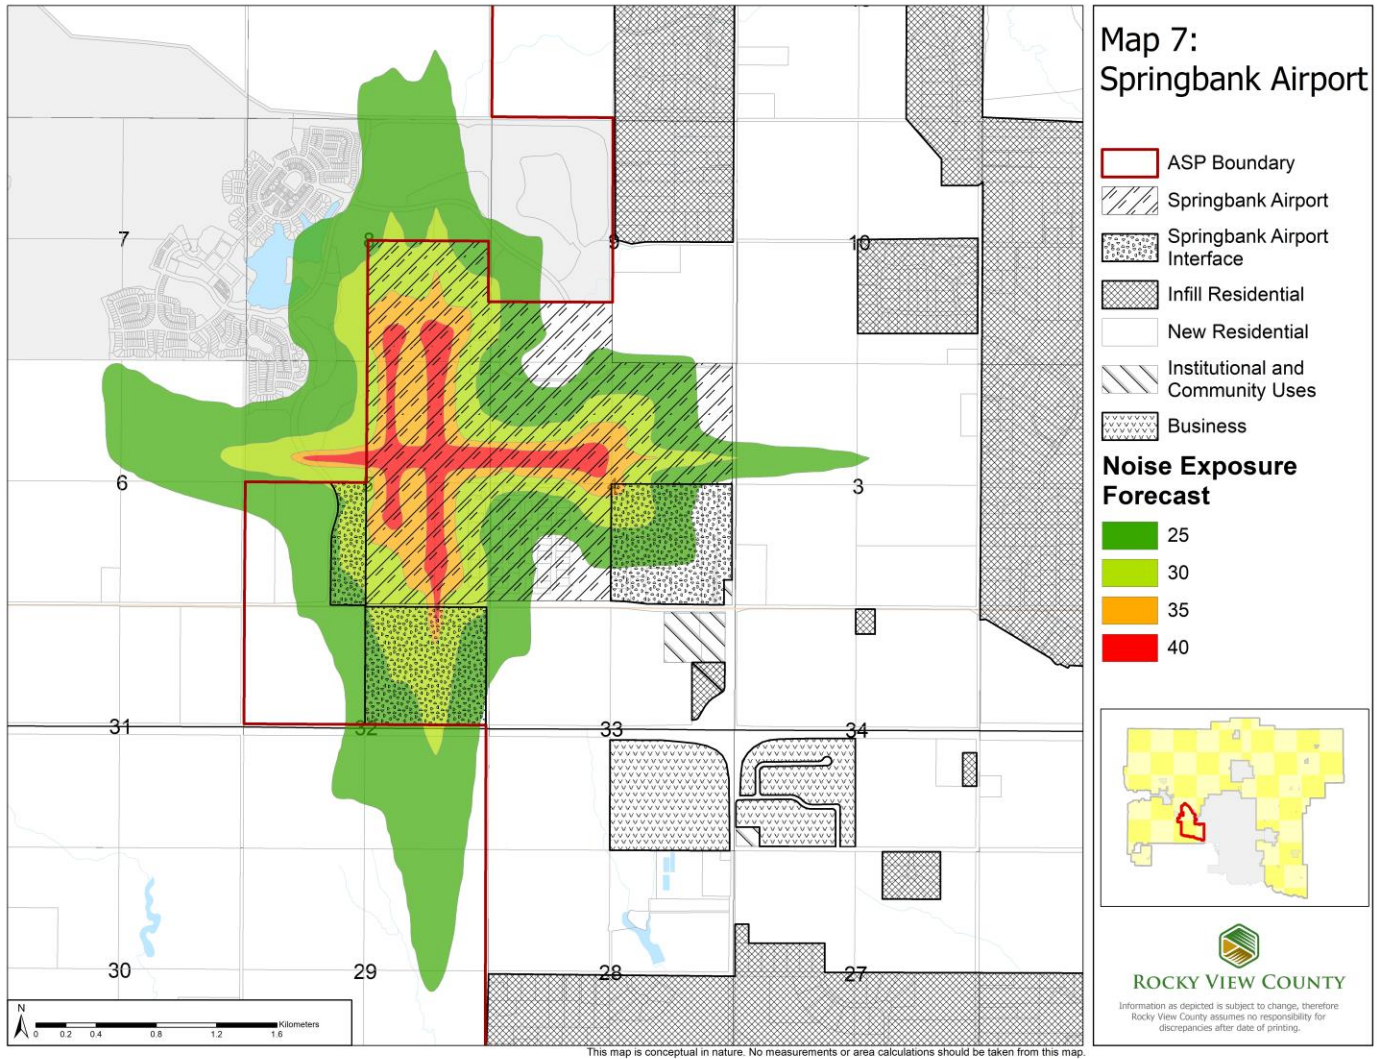 Map 7:
Springbank Airport
ASP Boundary
Springbank Airport
Springbank Airport
Interface
Infill Residential
New Residential
Institutional and
Community Uses
Business
Noise Exposure
Forecast
25
30
35
40
7
8
9
10
6
3
31
32
33
34
30
29
28
27
N
0 0.2 0.4 0.8 1.2 1.6
Kilometers
ROCKY VIEW COUNTY
Information as depicted is subject to change, therefore
Rocky View County assumes no responsibility for
discrepancies after date of printing.
This map is conceptual in nature. No measurements or area calculations should be taken from this map.